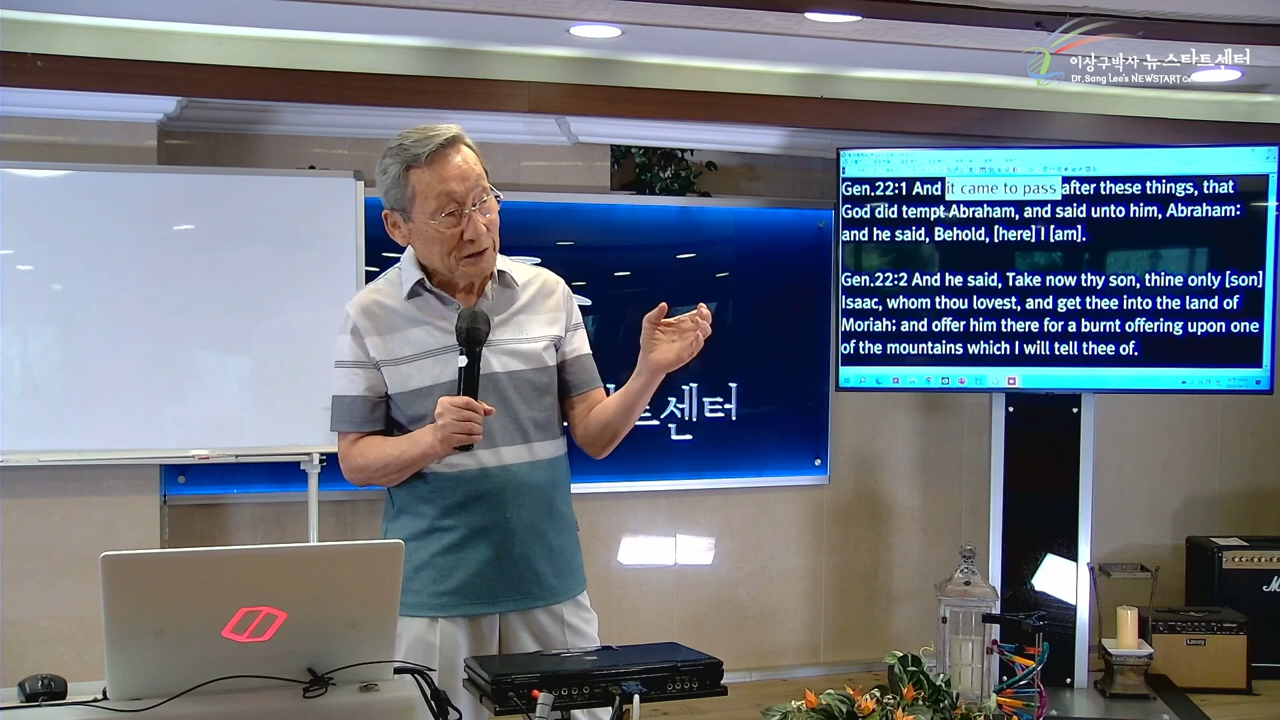 이상구박사 뉴스타트센터
Dr. Sang Lee's NEWSTART Center
Gen.22:1 And it came to pass after these things, that
God did tempt Abraham, and said unto him, Abraham:
and he said, Behold, [here] I [am].
Gen.22:2 And he said, Take now thy son, thine only [son]
Isaac, whom thou lovest, and get thee into the land of
Moriah; and offer him there for a burnt offering upon one
of the mountains which I will tell thee of.
트센터
Laney